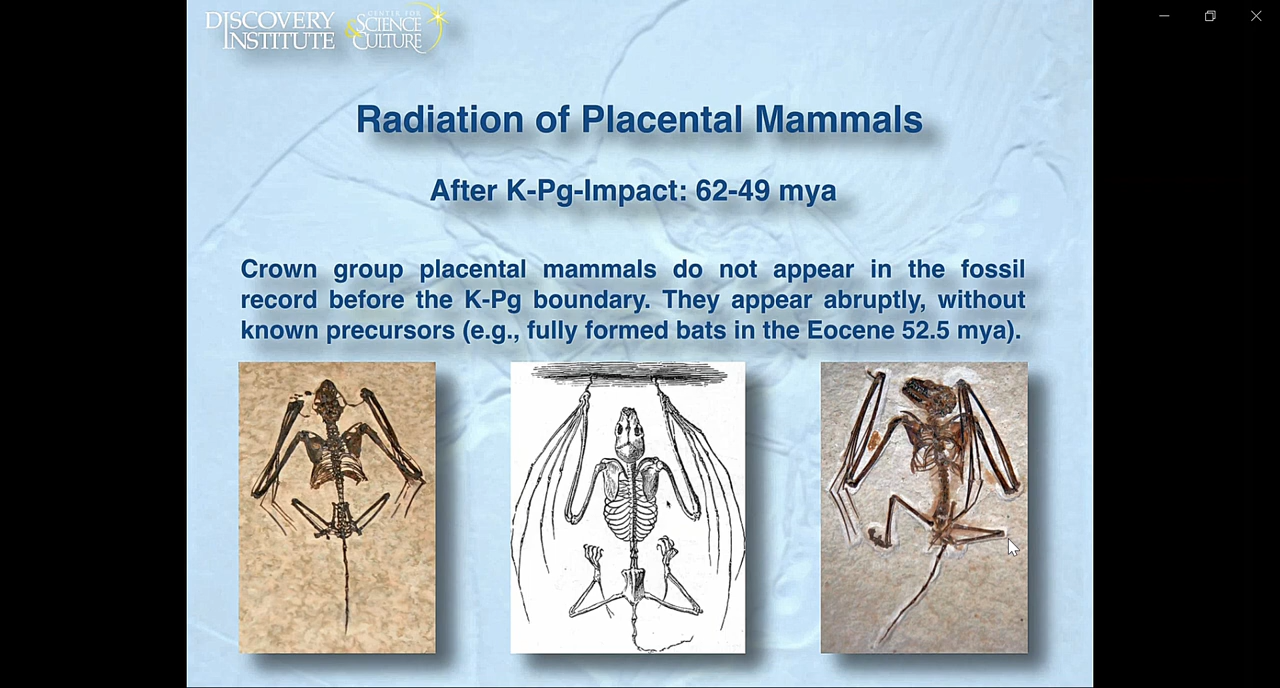 DISCOVERY
INSTITUTE
CENTER FOR
SCIENCE
CULTURE
Radiation of Placental Mammals
After K-Pg-Impact: 62-49 mya
Crown group placental mammals do not appear in the fossil
record before the K-Pg boundary. They appear abruptly, without
known precursors (e.g., fully formed bats in the Eocene 52.5 mya).